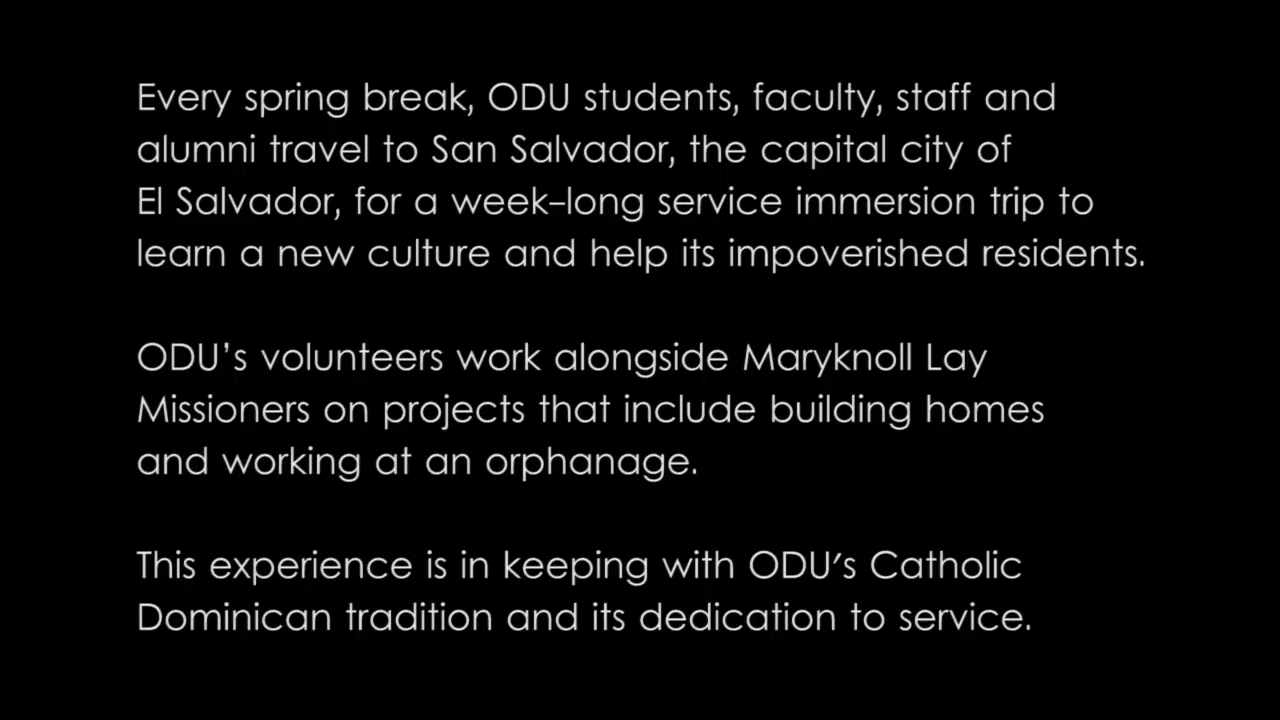 Every spring break, ODU students, faculty, staff and
alumni travel to San Salvador, the capital city of
El Salvador, for a week–long service immersion trip to
learn a new culture and help its impoverished residents.
ODU’s volunteers work alongside Maryknoll Lay
Missioners on projects that include building homes
and working at an orphanage.
This experience is in keeping with ODU′s Catholic
Dominican tradition and its dedication to service.